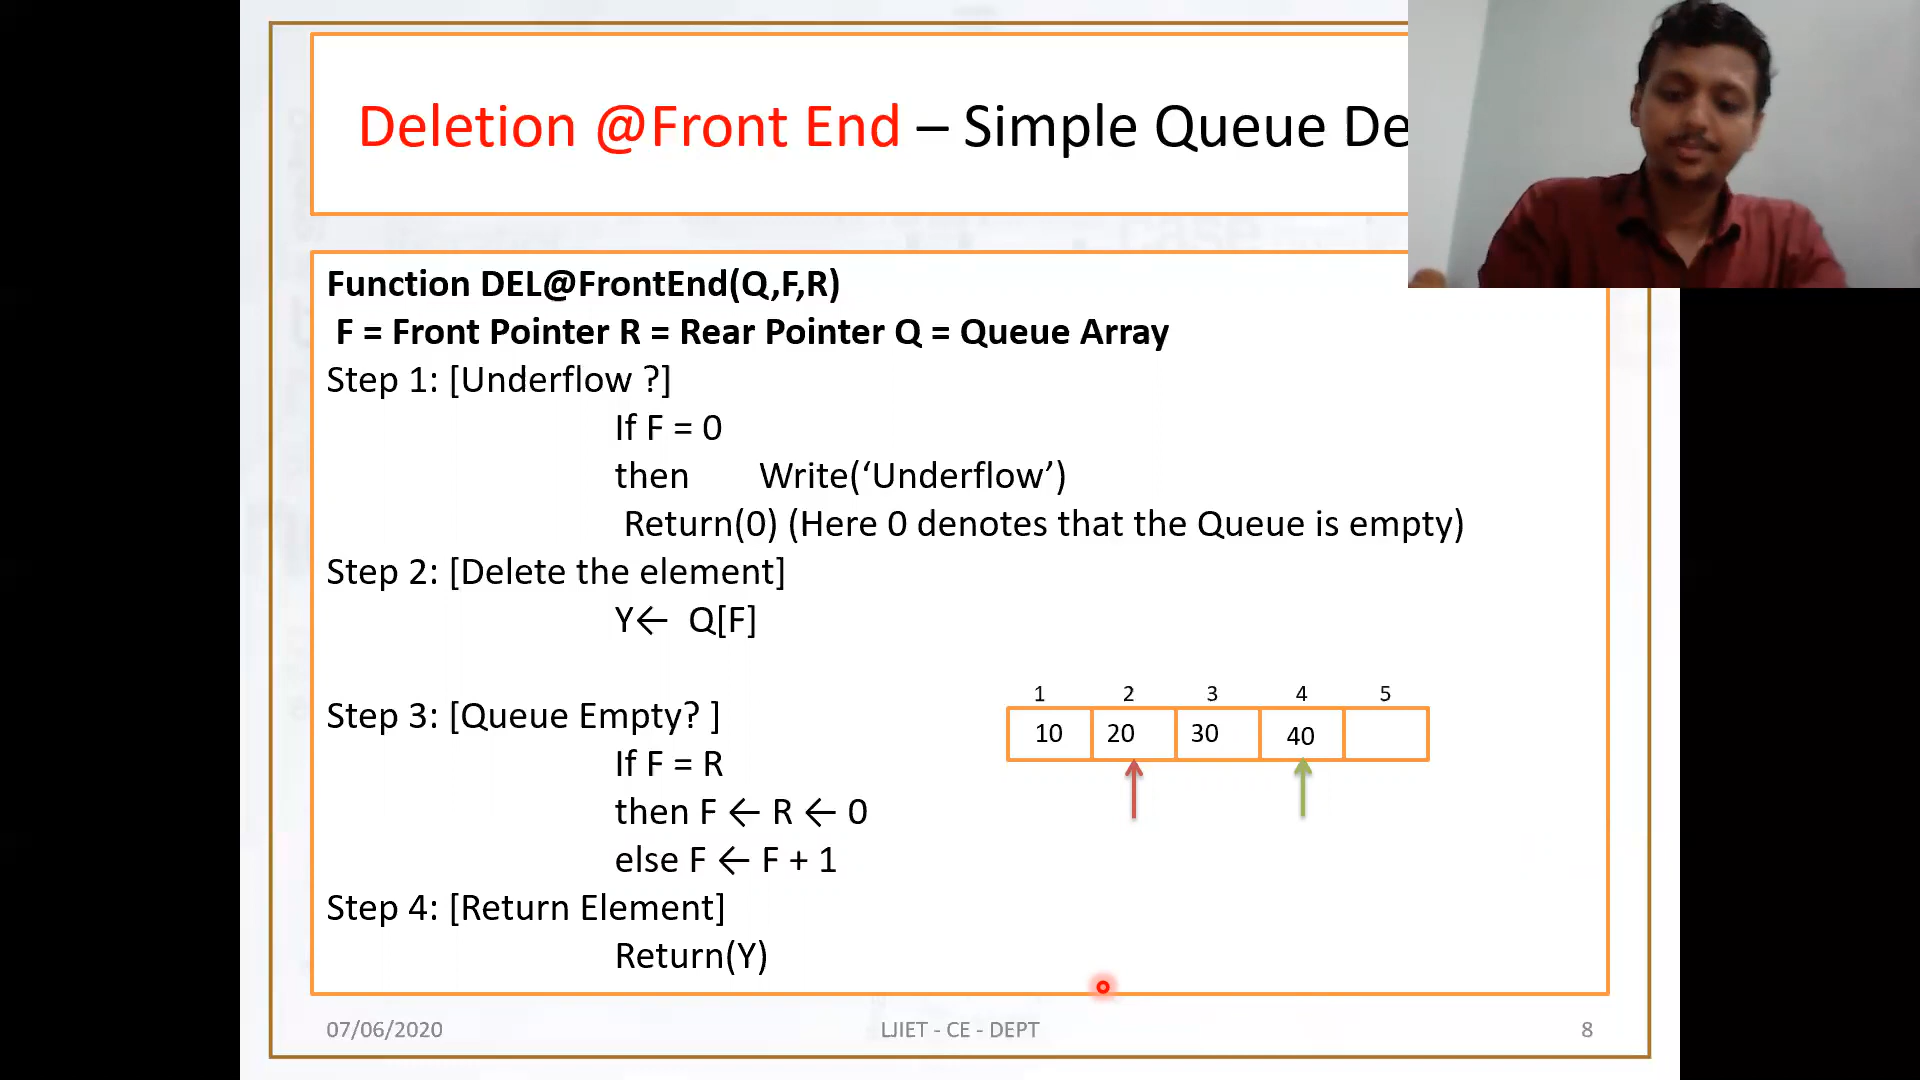 Deletion @Front End – Simple Queue
Function DEL@FrontEnd(Q,F,R)
F = Front Pointer R = Rear Pointer Q = Queue Array
Step 1: [Underflow ?]
If F = 0
then Write(‘Underflow’)
Return(0) (Here 0 denotes that the Queue is empty)
Step 2: [Delete the element]
Y← Q[F]
Step 3: [Queue Empty? ]
If F = R
then F ← R ← 0
else F ← F + 1
Step 4: [Return Element]
Return(Y)
1 2 3 4 5
10 20 30 40
07/06/2020 LJIET - CE - DEPT 8